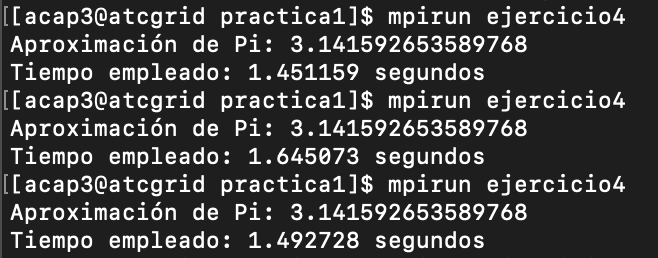 [[acap3@atcgrid practica1]$ mpirun ejercicio4
Aproximación de Pi: 3.141592653589768
Tiempo empleado: 1.451159 segundos
[[acap3@atcgrid practica1]$ mpirun ejercicio4
Aproximación de Pi: 3.141592653589768
Tiempo empleado: 1.645073 segundos
[[acap3@atcgrid practica1]$ mpirun ejercicio4
Aproximación de Pi: 3.141592653589768
Tiempo empleado: 1.492728 segundos